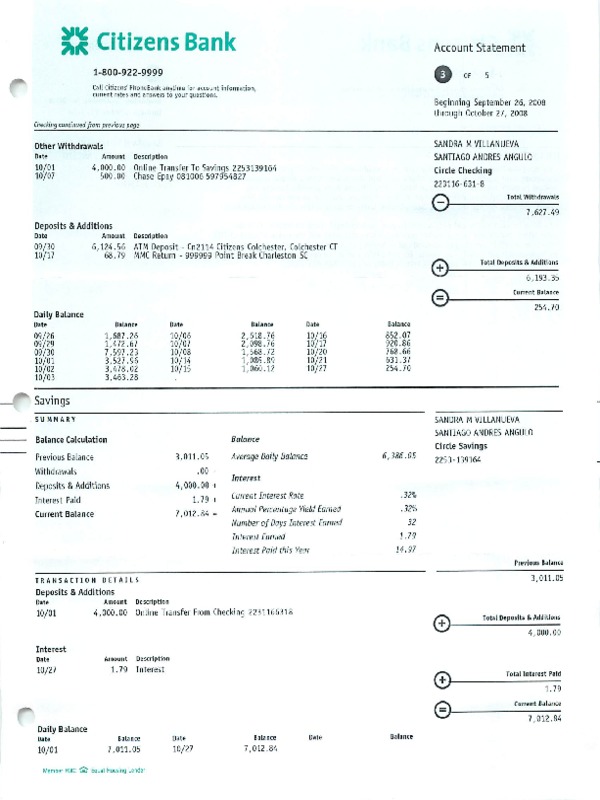 Citizens Bank
Account Statement
1-800-922-9999
3 OF 5
Call Citizens' PhoneBank anytime for account information,
current rates and answers to your questions.
Beginning September 26, 2008
through October 27, 2008
Checking continued from previous page
SANDRA M VILLANUEVA
SANTIAGO ANDRES ANGULO
Circle Checking
223116-631-8
Other Withdrawals
Date Amount Description
10/01 4,000.00 Online Transfer To Savings 2253139164
10/07 500.00 Chase Epay 081006 597954827
Total Withdrawals
− 7,627.49
Deposits & Additions
Date Amount Description
09/30 6,124.56 ATM Deposit - Cn2114 Citizens Colchester, Colchester CT
10/17 68.79 MMC Return - 999999 Point Break Charleston SC
Total Deposits & Additions
+ 6,193.35
Current Balance
= 254.70
Daily Balance
Date Balance Date Balance Date Balance
09/26 1,687.26 10/06 2,518.76 10/16 852.07
09/29 1,472.67 10/07 2,098.76 10/17 920.86
09/30 7,597.23 10/08 1,568.72 10/20 768.66
10/01 3,527.95 10/14 1,085.89 10/21 631.37
10/02 3,478.02 10/15 1,060.12 10/27 254.70
10/03 3,463.28
Savings
SUMMARY
SANDRA M VILLANUEVA
SANTIAGO ANDRES ANGULO
Circle Savings
2253-139164
Balance Calculation
Previous Balance 3,011.05
Withdrawals .00 -
Deposits & Additions 4,000.00 +
Interest Paid 1.79 +
Current Balance 7,012.84 =
Balance
Average Daily Balance 6,386.05
Interest
Current Interest Rate .32%
Annual Percentage Yield Earned .32%
Number of Days Interest Earned 32
Interest Earned 1.79
Interest Paid this Year 14.97
Previous Balance
3,011.05
TRANSACTION DETAILS
Deposits & Additions
Date Amount Description
10/01 4,000.00 Online Transfer From Checking 2231166318
Total Deposits & Additions
+ 4,000.00
Interest
Date Amount Description
10/27 1.79 Interest
Total Interest Paid
+ 1.79
Current Balance
= 7,012.84
Daily Balance
Date Balance Date Balance Date Balance
10/01 7,011.05 10/27 7,012.84
Member FDIC Equal Housing Lender